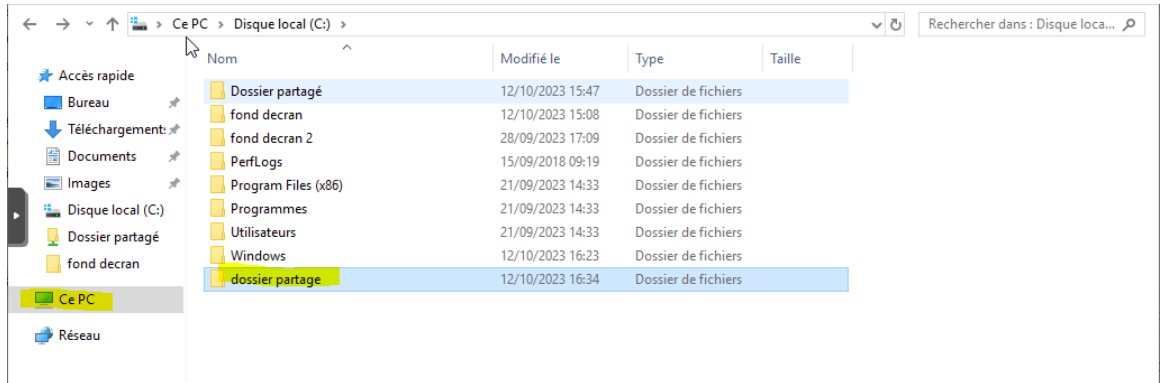 Ce PC > Disque local (C:) > Rechercher dans : Disque loca...
Nom Modifié le Type Taille
Accès rapide
Bureau
Téléchargement:
Documents
Images
Disque local (C:)
Dossier partagé
fond decran
Ce PC
Réseau
Dossier partagé 12/10/2023 15:47 Dossier de fichiers
fond decran 12/10/2023 15:08 Dossier de fichiers
fond decran 2 28/09/2023 17:09 Dossier de fichiers
PerfLogs 15/09/2018 09:19 Dossier de fichiers
Program Files (x86) 21/09/2023 14:33 Dossier de fichiers
Programmes 21/09/2023 14:33 Dossier de fichiers
Utilisateurs 21/09/2023 14:33 Dossier de fichiers
Windows 12/10/2023 16:23 Dossier de fichiers
dossier partage 12/10/2023 16:34 Dossier de fichiers